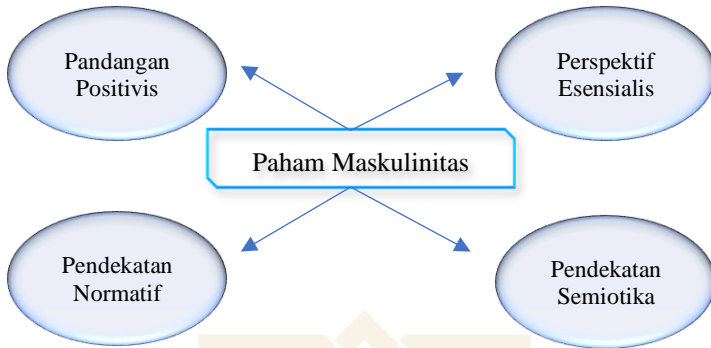 Pandangan
Positivis
Perspektif
Esensialis
Paham Maskulinitas
Pendekatan
Normatif
Pendekatan
Semiotika